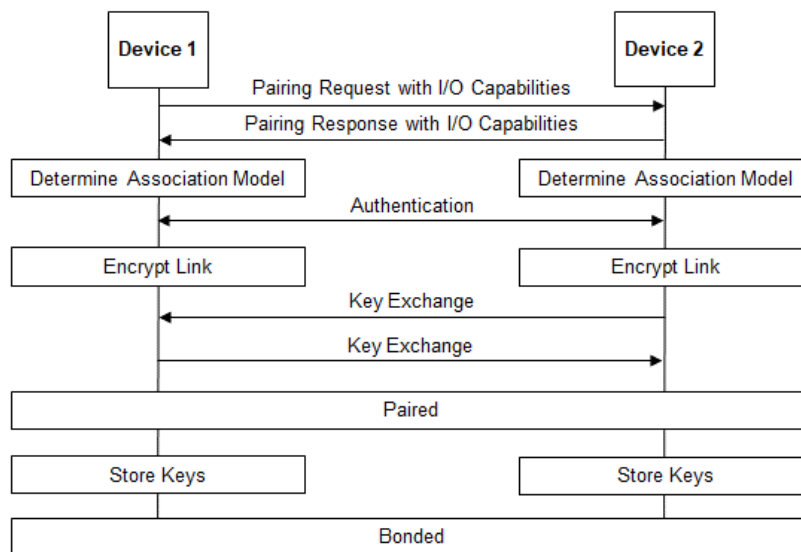 Device 1
Device 2
Pairing Request with I/O Capabilities
Pairing Response with I/O Capabilities
Determine Association Model
Determine Association Model
Authentication
Encrypt Link
Encrypt Link
Key Exchange
Key Exchange
Paired
Store Keys
Store Keys
Bonded